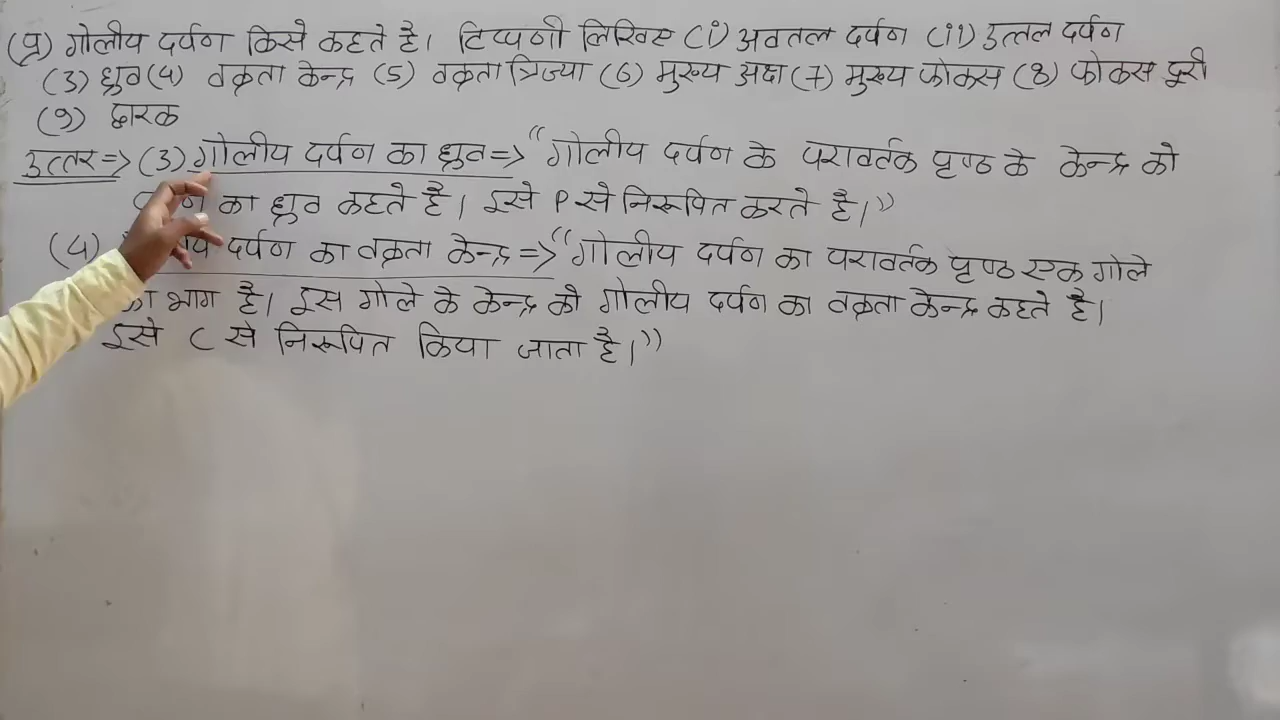 (प्र) गोलीय दर्पण किसे कहते है। टिप्पणी लिखिए (i) अवतल दर्पण (ii) उत्तल दर्पण
(3) ध्रुव (4) वक्रता केन्द्र (5) वक्रता त्रिज्या (6) मुख्य अक्ष (7) मुख्य फोकस (8) फोकस दूरी
(9) द्वारक
उत्तर => (3) गोलीय दर्पण का ध्रुव => “गोलीय दर्पण के परावर्तक पृष्ठ के केन्द्र को
का ध्रुव कहते है। इसे P से निरूपित करते है।”
(4) दर्पण का वक्रता केन्द्र => “गोलीय दर्पण का परावर्तक पृष्ठ एक गोले
का भाग है। इस गोले के केन्द्र को गोलीय दर्पण का वक्रता केन्द्र कहते है।
इसे C से निरूपित किया जाता है।”